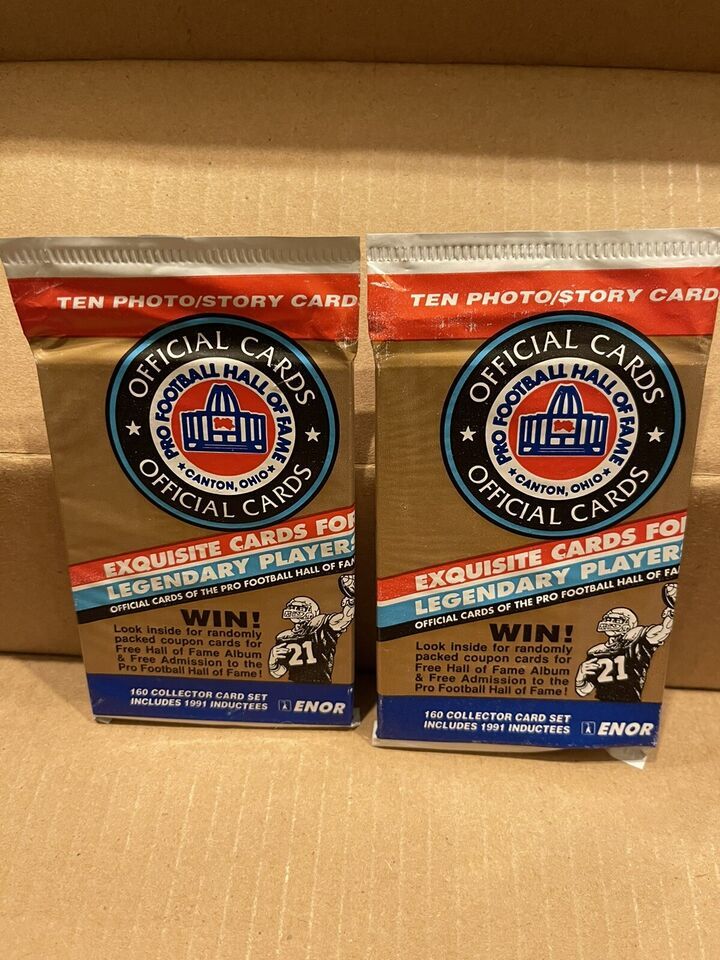 TEN PHOTO/STORY CARD
OFFICIAL CARDS
PRO FOOTBALL HALL OF FAME
★ CANTON, OHIO ★
OFFICIAL CARDS
EXQUISITE CARDS FOR
LEGENDARY PLAYERS
OFFICIAL CARDS OF THE PRO FOOTBALL HALL OF FA
WIN!
Look inside for randomly
packed coupon cards for
Free Hall of Fame Album
& Free Admission to the
Pro Football Hall of Fame!
21
160 COLLECTOR CARD SET
INCLUDES 1991 INDUCTEES
ENOR
TEN PHOTO/STORY CARD
OFFICIAL CARDS
PRO FOOTBALL HALL OF FAME
★ CANTON, OHIO ★
OFFICIAL CARDS
EXQUISITE CARDS FO
LEGENDARY PLAYER
OFFICIAL CARDS OF THE PRO FOOTBALL HALL OF FA
WIN!
Look inside for randomly
packed coupon cards for
Free Hall of Fame Album
& Free Admission to the
Pro Football Hall of Fame!
21
160 COLLECTOR CARD SET
INCLUDES 1991 INDUCTEES
ENOR